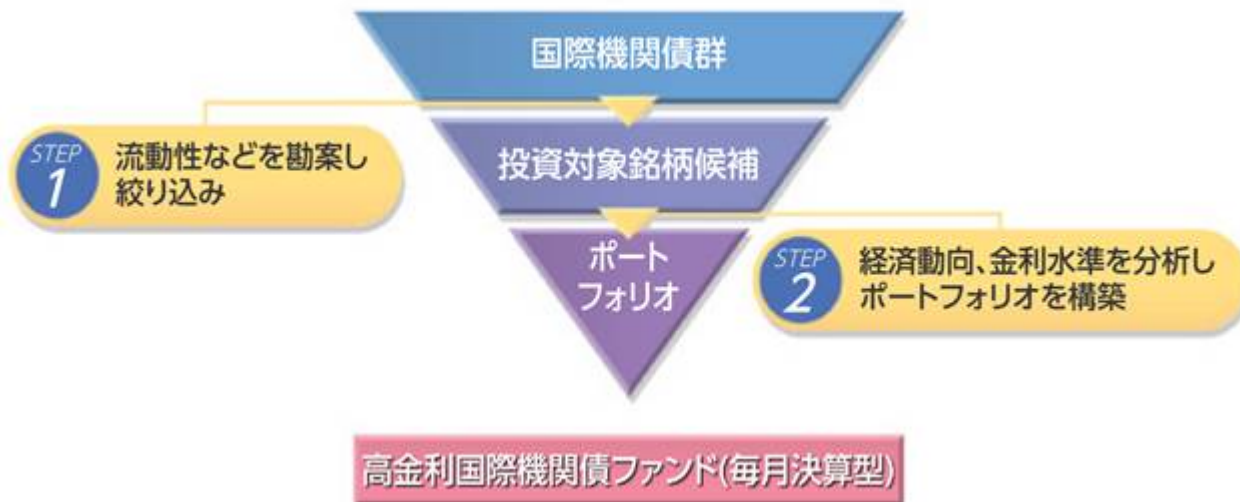 国際機関債群
STEP
1
流動性などを勘案し
絞り込み
投資対象銘柄候補
ポート
フォリオ
STEP
2
経済動向、金利水準を分析し
ポートフォリオを構築
高金利国際機関債ファンド(毎月決算型)